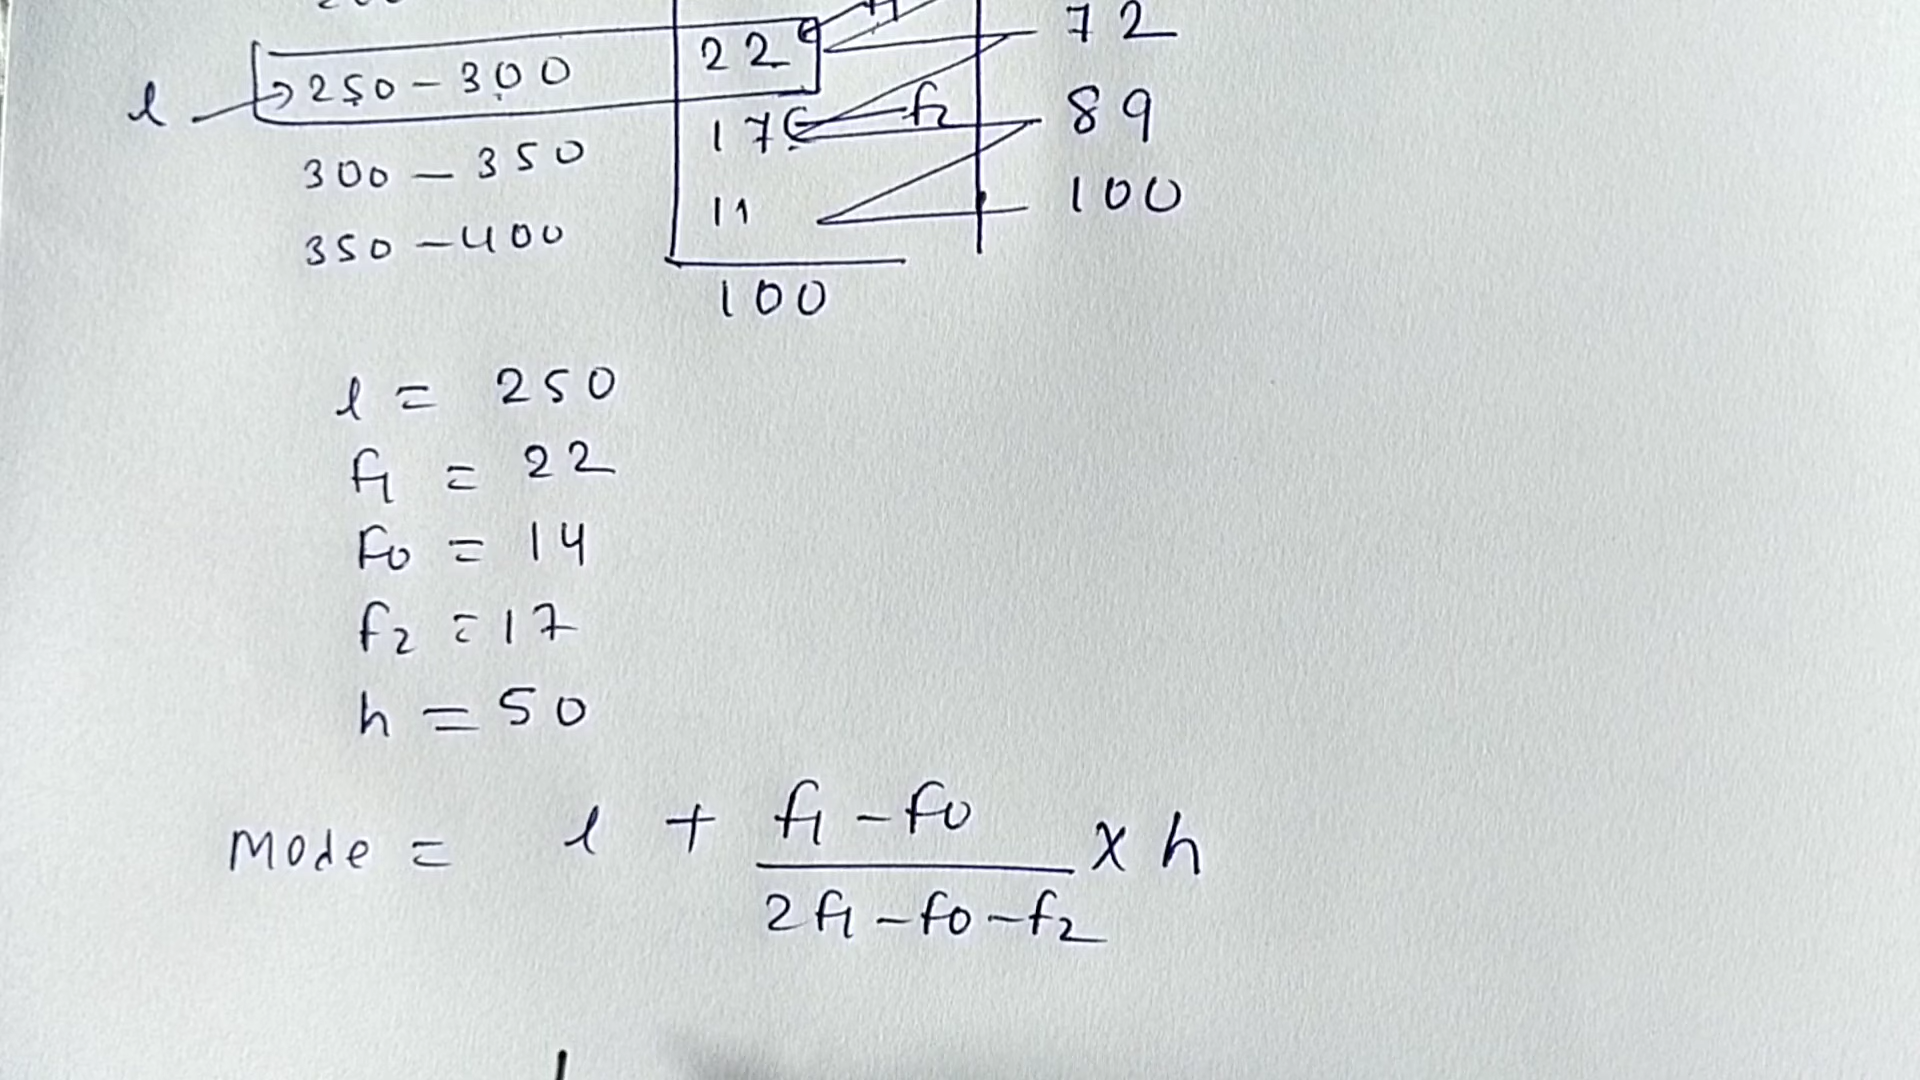 72
l 250 - 300 22
f2 89
300 - 350 17
350 - 400 11 100
100
l = 250
f1 = 22
F0 = 14
f2 = 17
h = 50
Mode = l + f1 - f0 / 2f1 - f0 - f2 x h